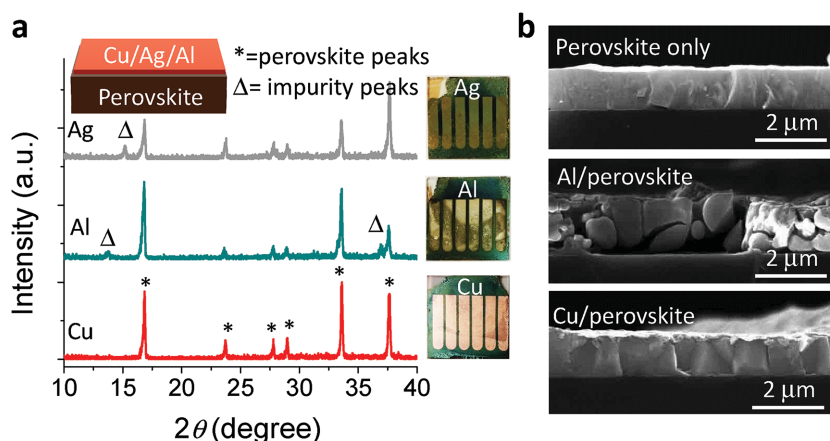 a
Cu/Ag/Al
Perovskite
*=perovskite peaks
Δ= impurity peaks
Ag
Δ
Ag
Al
Δ
Δ
Al
Cu
*
*
*
*
*
*
Cu
Intensity (a.u.)
10 15 20 25 30 35 40
2θ (degree)
b
Perovskite only
2 μm
Al/perovskite
2 μm
Cu/perovskite
2 μm